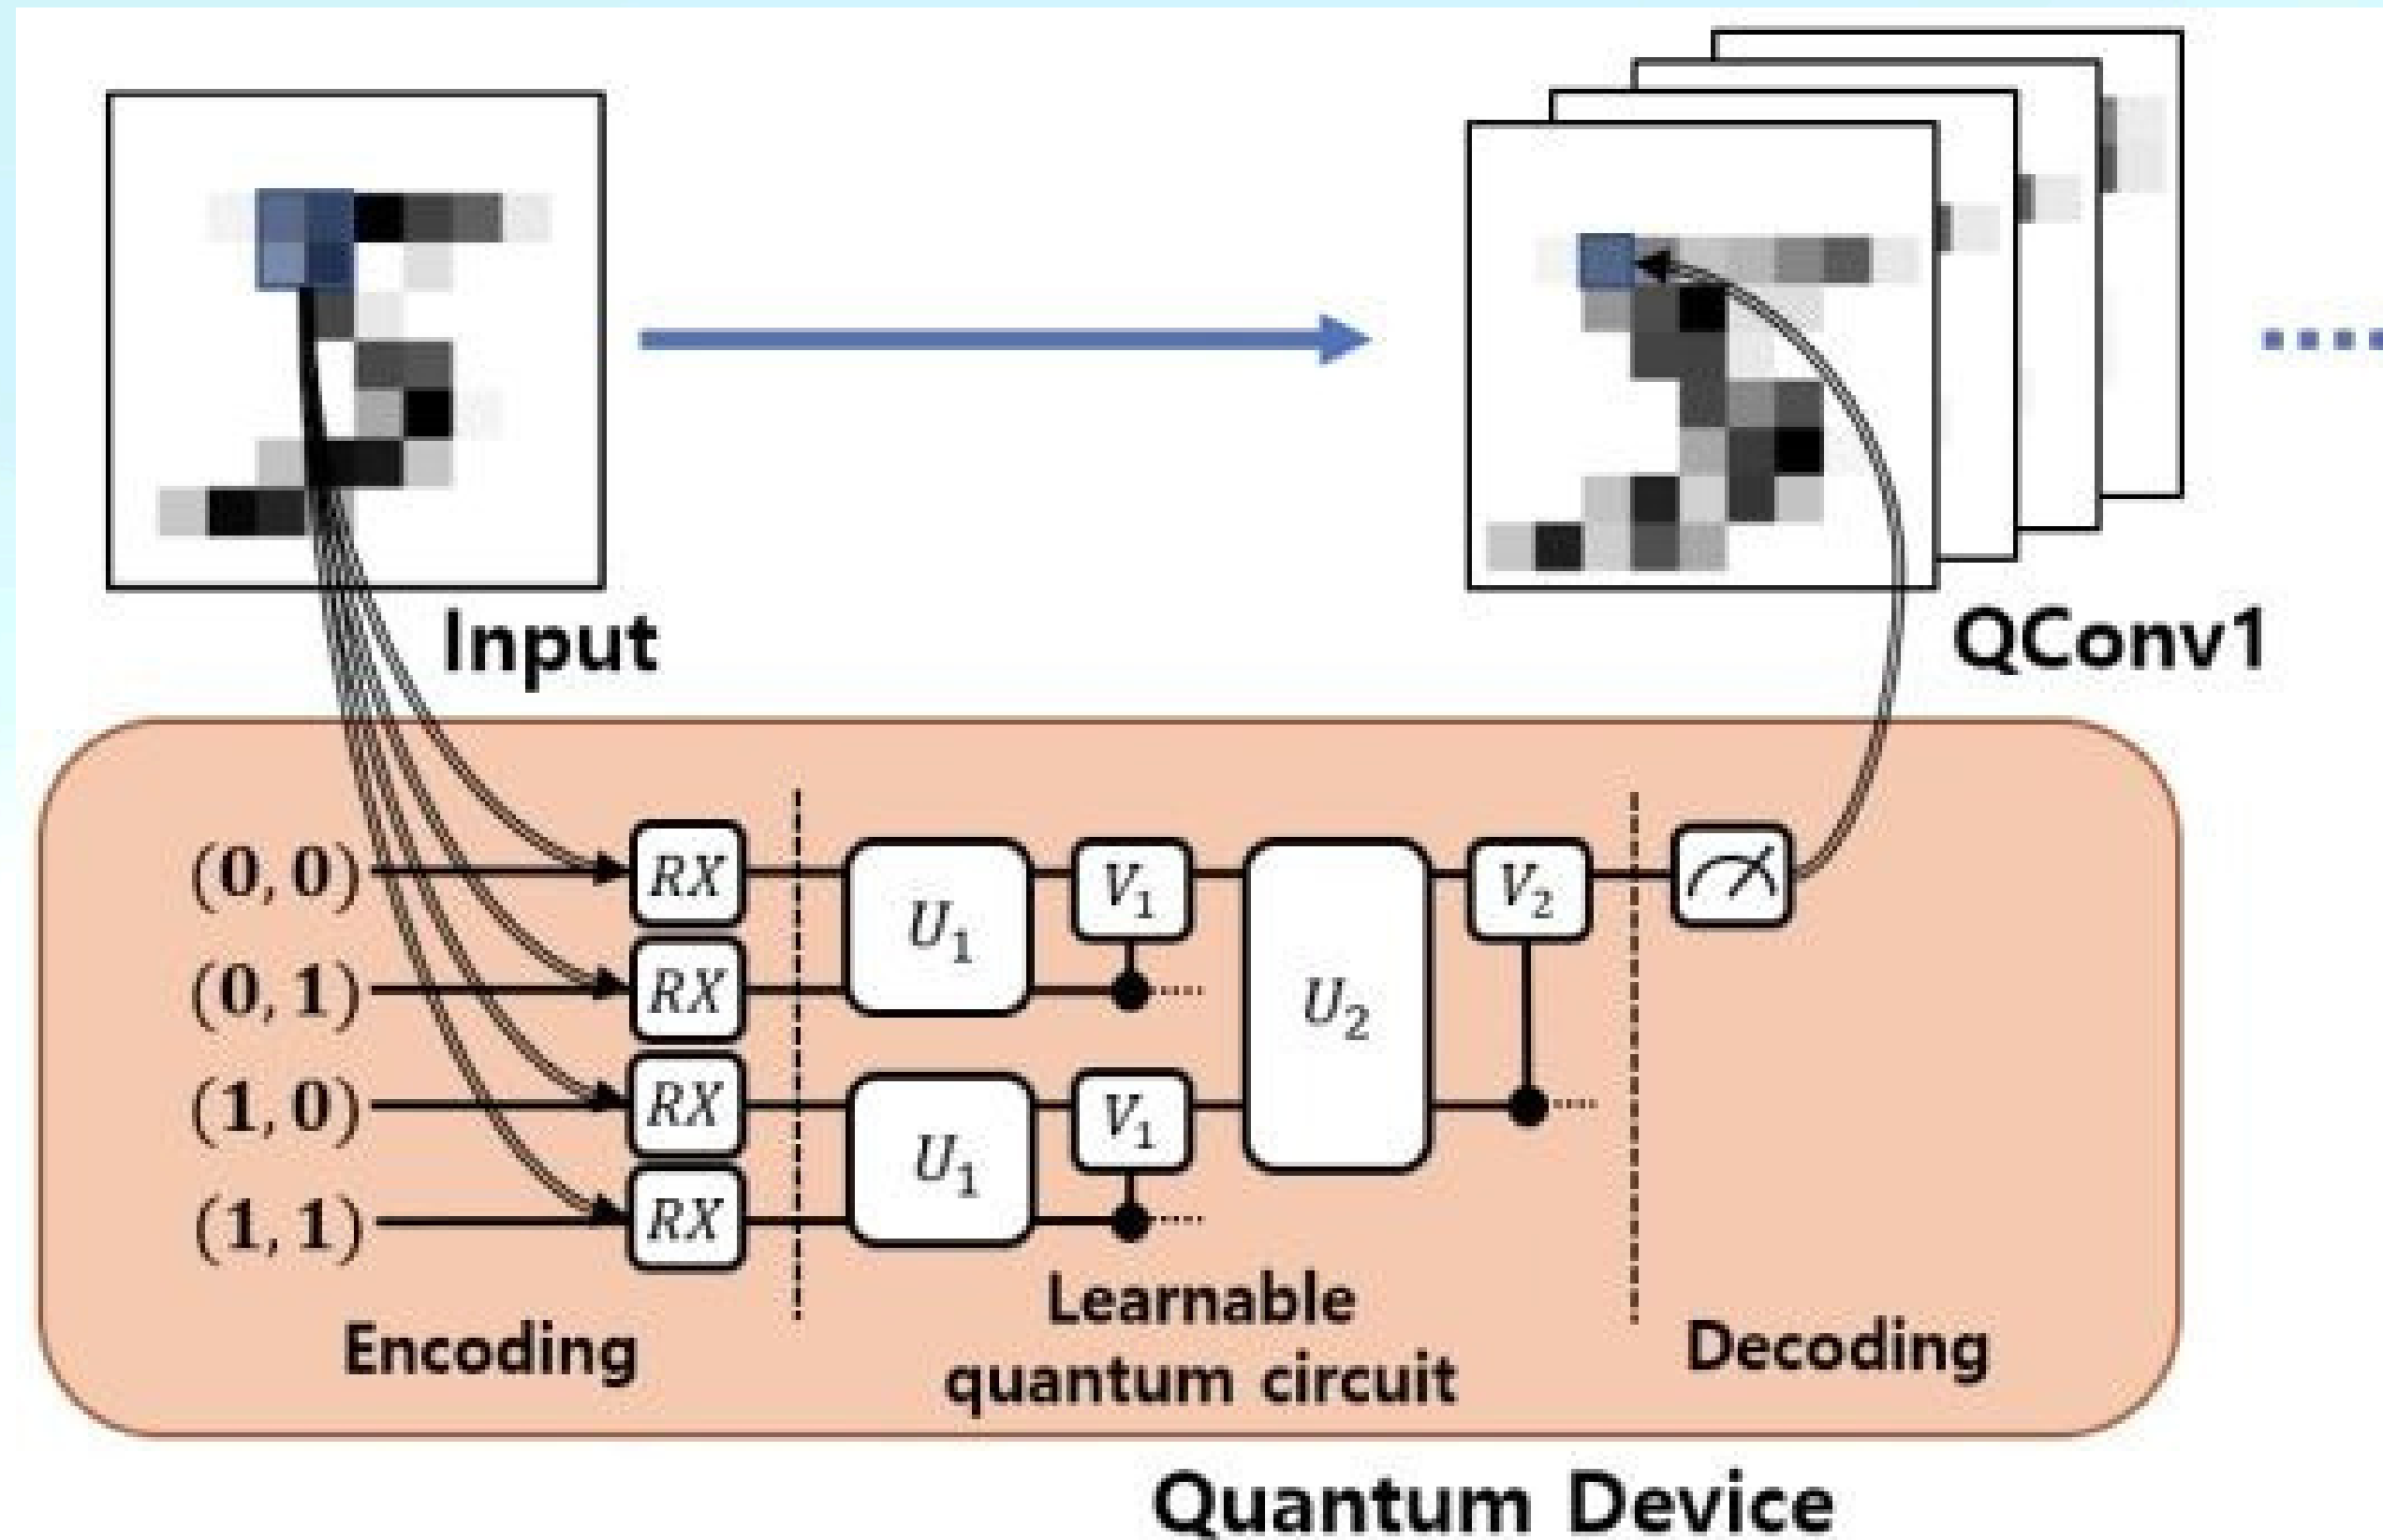 Input
QConv1
(0, 0) RX U₁ V₁ U₂ V₂
(0, 1) RX
(1, 0) RX U₁ V₁
(1, 1) RX
Encoding
Learnable
quantum circuit
Decoding
Quantum Device